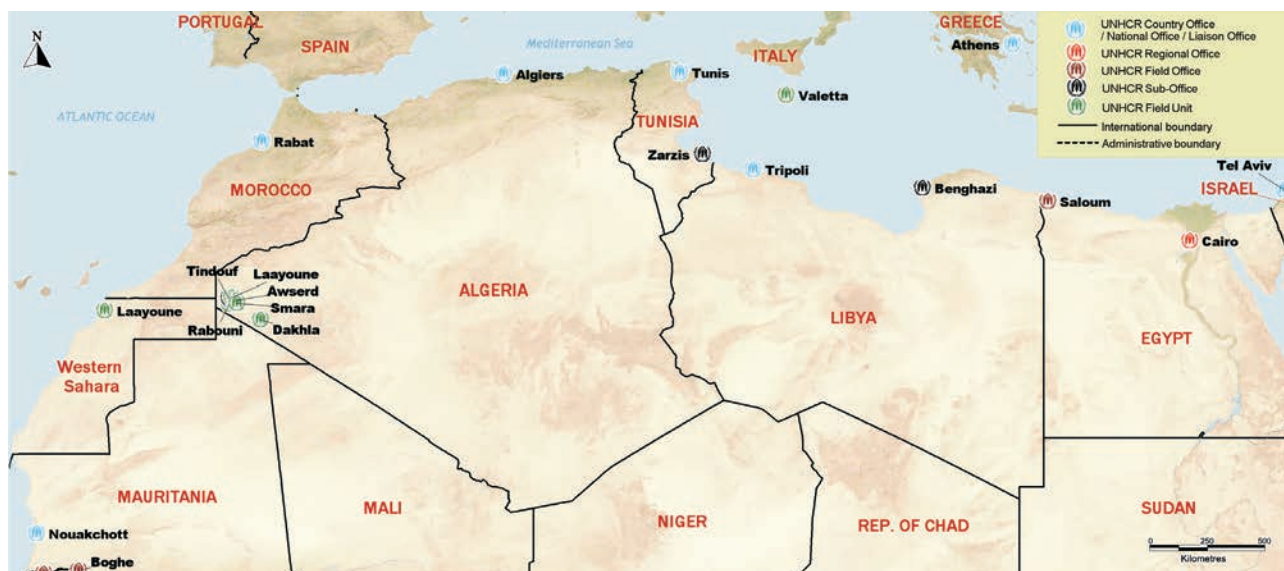 PORTUGAL
SPAIN
Mediterranean Sea
ITALY
GREECE
Athens
N
ATLANTIC OCEAN
Algiers
Tunis
Valetta
Rabat
TUNISIA
Zarzis
Tripoli
MOROCCO
Benghazi
Saloum
Tel Aviv
ISRAEL
Cairo
Tindouf
Laayoune
Awserd
Smara
Rabouni
Dakhla
Laayoune
ALGERIA
LIBYA
EGYPT
Western
Sahara
MAURITANIA
MALI
NIGER
REP. OF CHAD
SUDAN
Nouakchott
Boghe
UNHCR Country Office
/ National Office / Liaison Office
UNHCR Regional Office
UNHCR Field Office
UNHCR Sub-Office
UNHCR Field Unit
International boundary
Administrative boundary
0 250 500
Kilometres